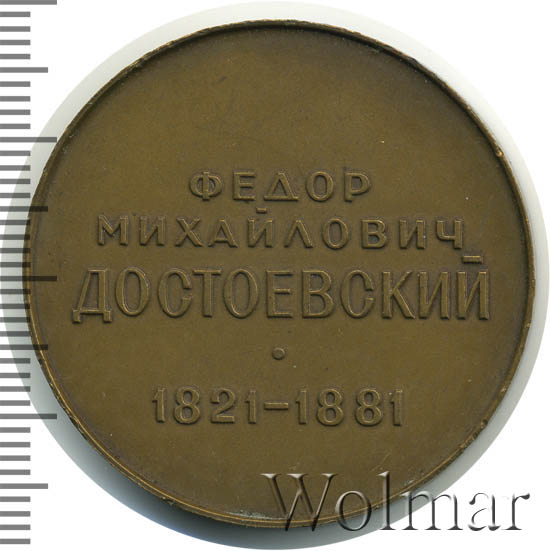 ФЕДОР
МИХАЙЛОВИЧ
ДОСТОЕВСКИЙ
•
1821–1881
Wolmar